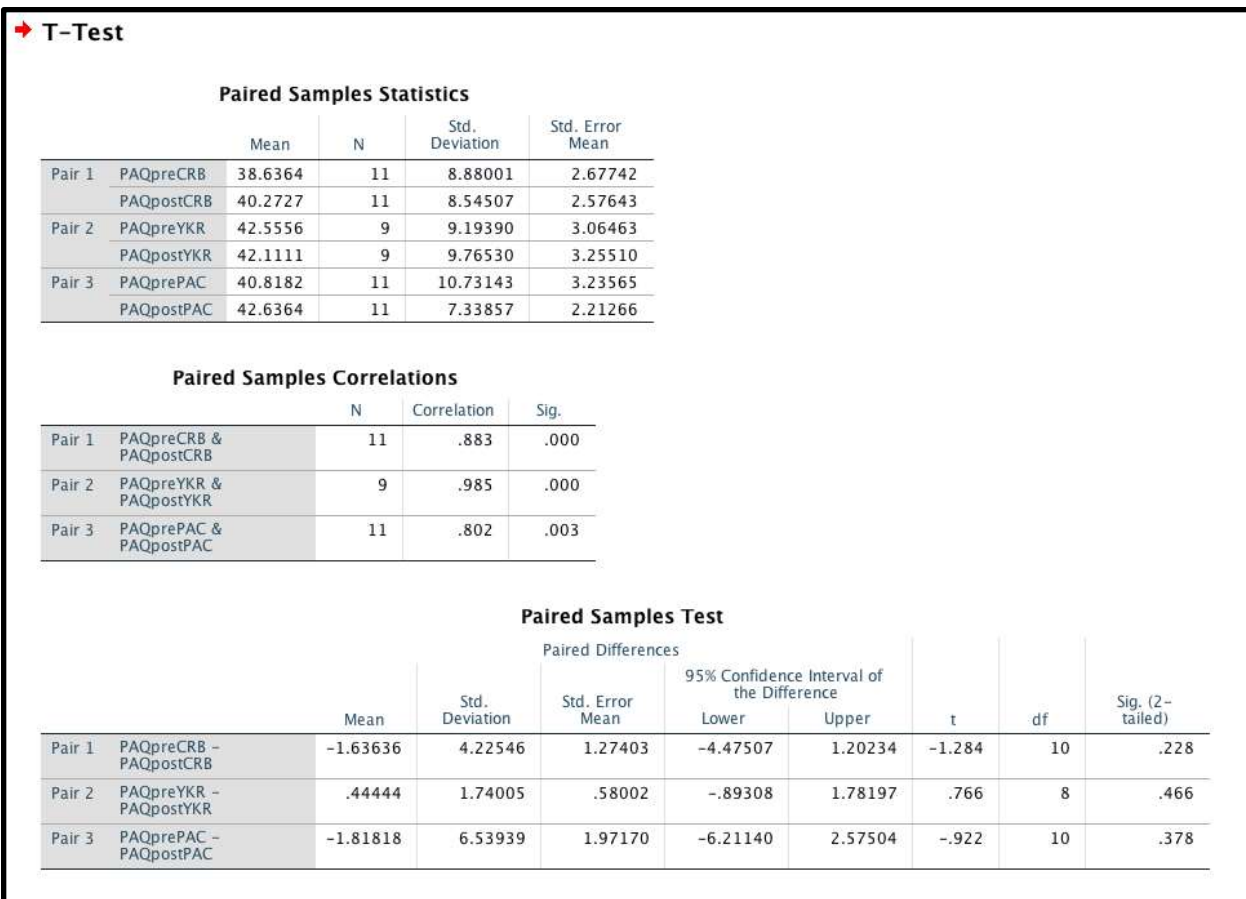 T-Test
Paired Samples Statistics
Mean N Std. Deviation Std. Error Mean
Pair 1 PAQpreCRB 38.6364 11 8.88001 2.67742
PAQpostCRB 40.2727 11 8.54507 2.57643
Pair 2 PAQpreYKR 42.5556 9 9.19390 3.06463
PAQpostYKR 42.1111 9 9.76530 3.25510
Pair 3 PAQprePAC 40.8182 11 10.73143 3.23565
PAQpostPAC 42.6364 11 7.33857 2.21266
Paired Samples Correlations
N Correlation Sig.
Pair 1 PAQpreCRB & PAQpostCRB 11 .883 .000
Pair 2 PAQpreYKR & PAQpostYKR 9 .985 .000
Pair 3 PAQprePAC & PAQpostPAC 11 .802 .003
Paired Samples Test
Paired Differences
95% Confidence Interval of the Difference
Mean Std. Deviation Std. Error Mean Lower Upper t df Sig. (2-tailed)
Pair 1 PAQpreCRB - PAQpostCRB -1.63636 4.22546 1.27403 -4.47507 1.20234 -1.284 10 .228
Pair 2 PAQpreYKR - PAQpostYKR .44444 1.74005 .58002 -.89308 1.78197 .766 8 .466
Pair 3 PAQprePAC - PAQpostPAC -1.81818 6.53939 1.97170 -6.21140 2.57504 -.922 10 .378